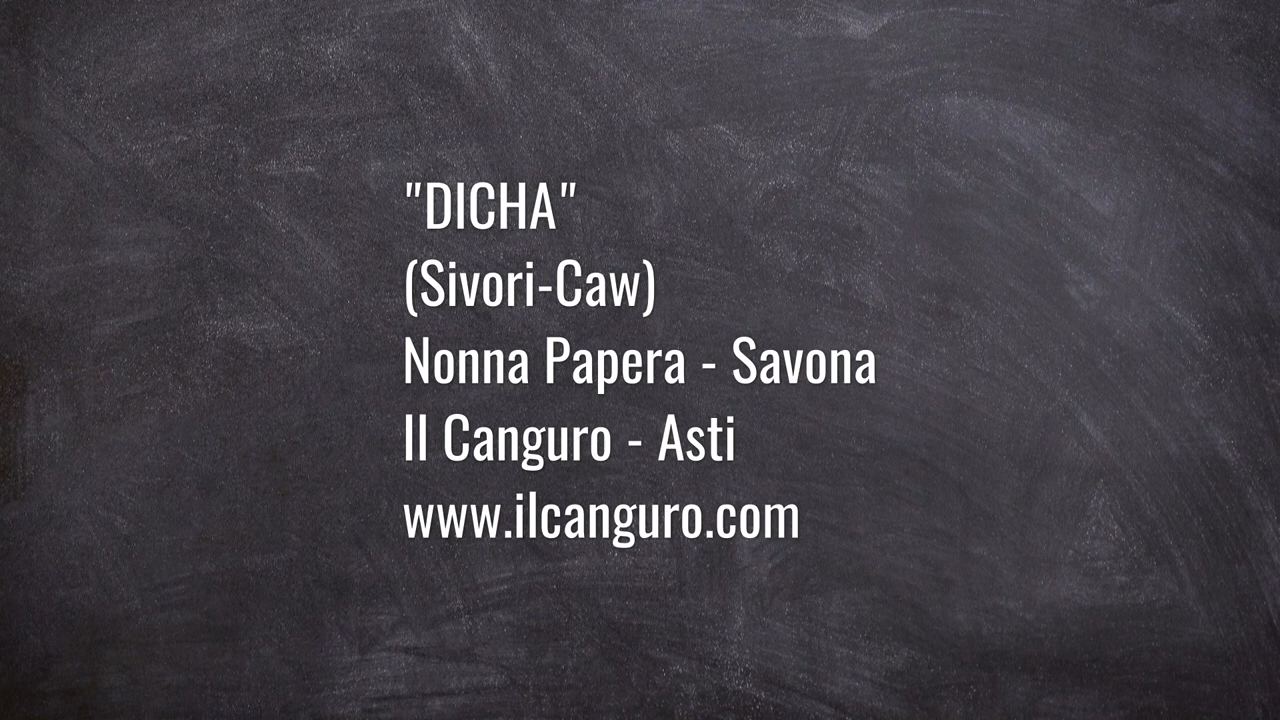 "DICHA"
(Sivori-Caw)
Nonna Papera - Savona
Il Canguro - Asti
www.ilcanguro.com